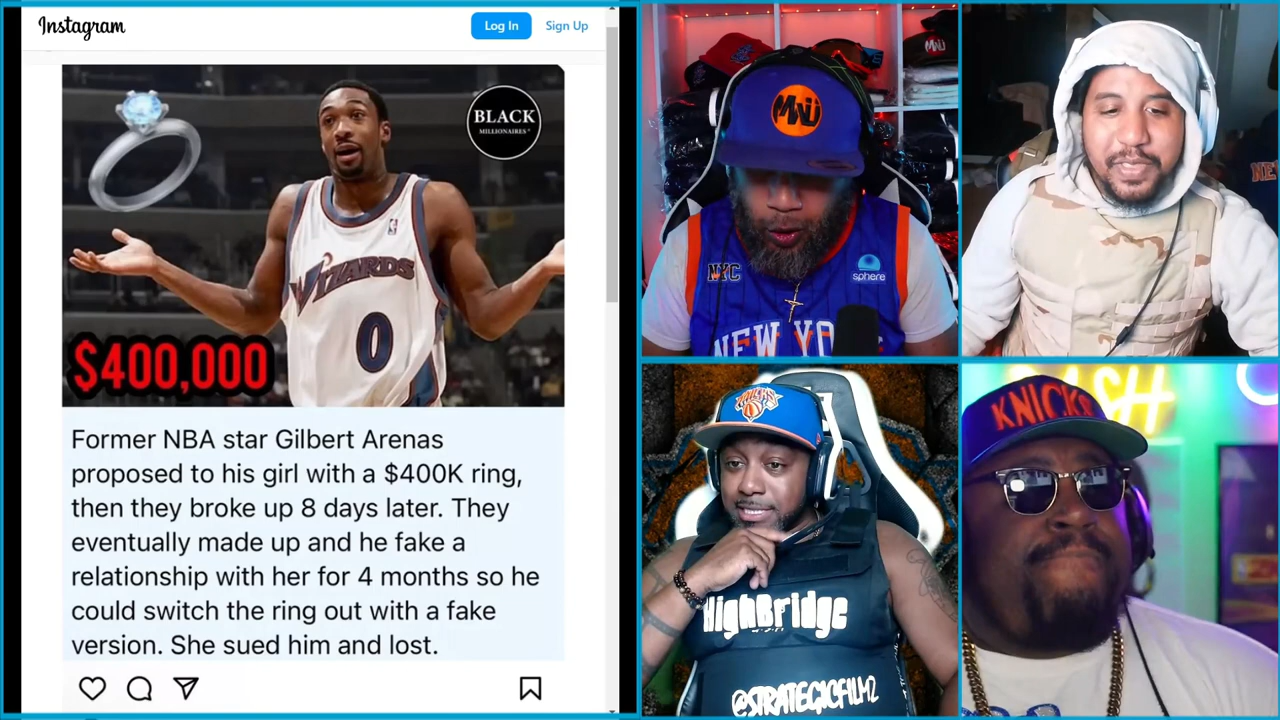 Instagram
Log In
Sign Up
BLACK
MILLIONAIRES
WIZARDS
0
$400,000
Former NBA star Gilbert Arenas
proposed to his girl with a $400K ring,
then they broke up 8 days later. They
eventually made up and he fake a
relationship with her for 4 months so he
could switch the ring out with a fake
version. She sued him and lost.
NYC
sphere
NEW YO
NE
KNICKS
HighBridge
@STRATEGICFILMZ
KNICKS
SH